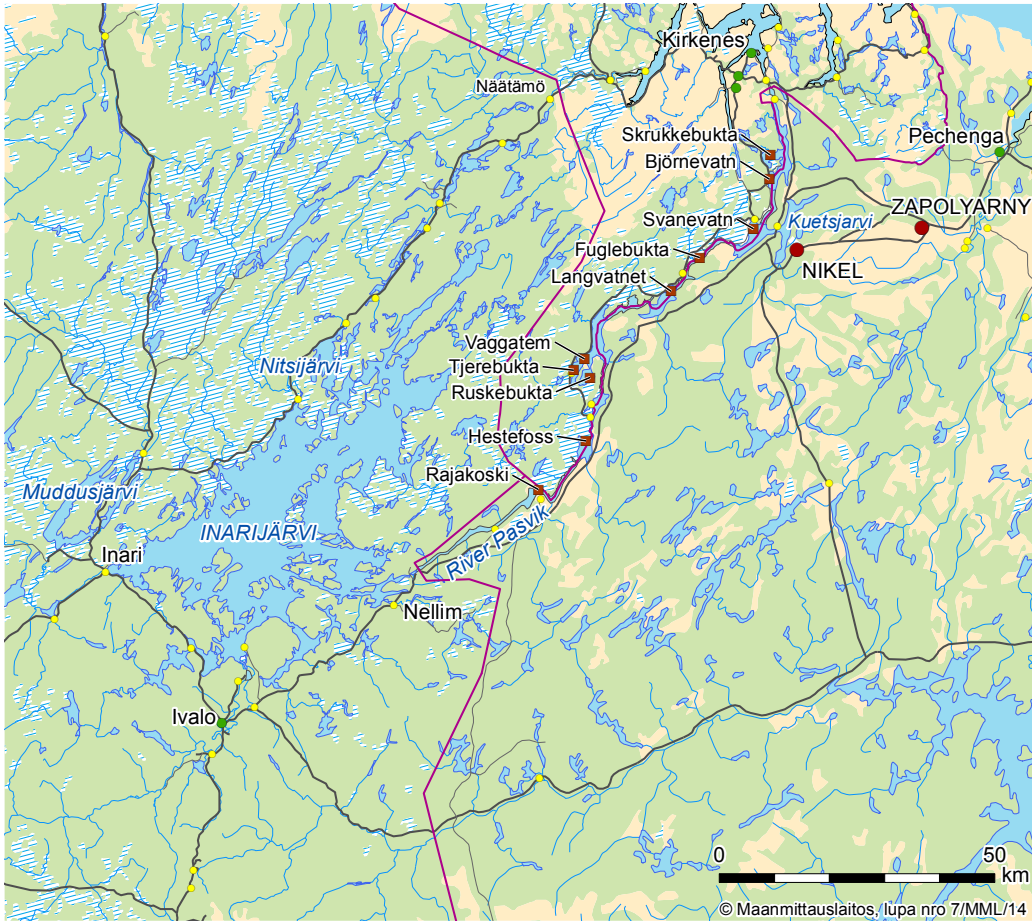 Kirkenes
Näätämö
Skrukkebukta
Pechenga
Björnevatn
ZAPOLYARNY
Svanevatn
Kuetsjarvi
Fuglebukta
NIKEL
Langvatnet
Vaggatem
Nitsijärvi
Tjerebukta
Ruskebukta
Hestefoss
Rajakoski
Muddusjärvi
INARIJÄRVI
River Pasvik
Inari
Nellim
Ivalo
0 50
km
© Maanmittauslaitos, lupa nro 7/MML/14